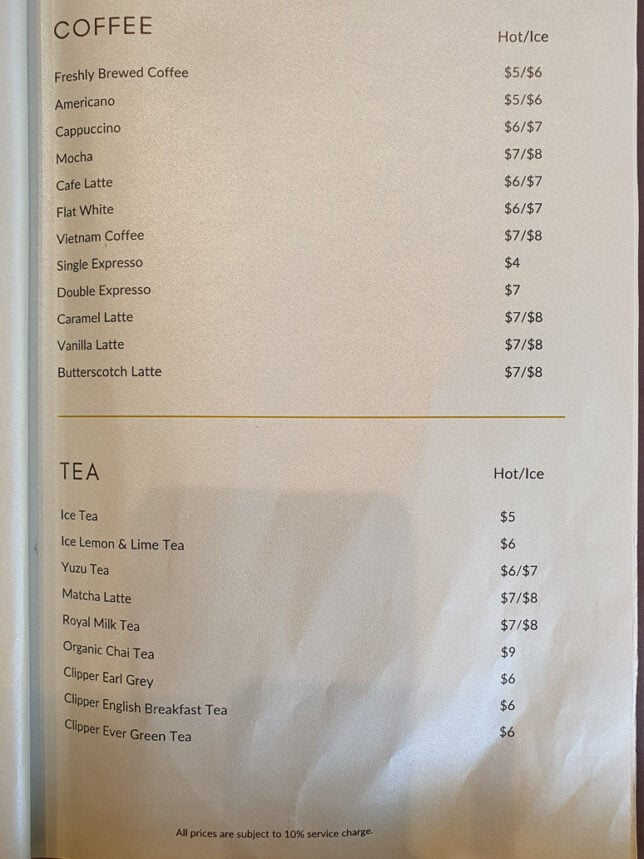 COFFEE
Hot/Ice
Freshly Brewed Coffee $5/$6
Americano $5/$6
Cappuccino $6/$7
Mocha $7/$8
Cafe Latte $6/$7
Flat White $6/$7
Vietnam Coffee $7/$8
Single Expresso $4
Double Expresso $7
Caramel Latte $7/$8
Vanilla Latte $7/$8
Butterscotch Latte $7/$8
TEA
Hot/Ice
Ice Tea $5
Ice Lemon & Lime Tea $6
Yuzu Tea $6/$7
Matcha Latte $7/$8
Royal Milk Tea $7/$8
Organic Chai Tea $9
Clipper Earl Grey $6
Clipper English Breakfast Tea $6
Clipper Ever Green Tea $6
All prices are subject to 10% service charge.